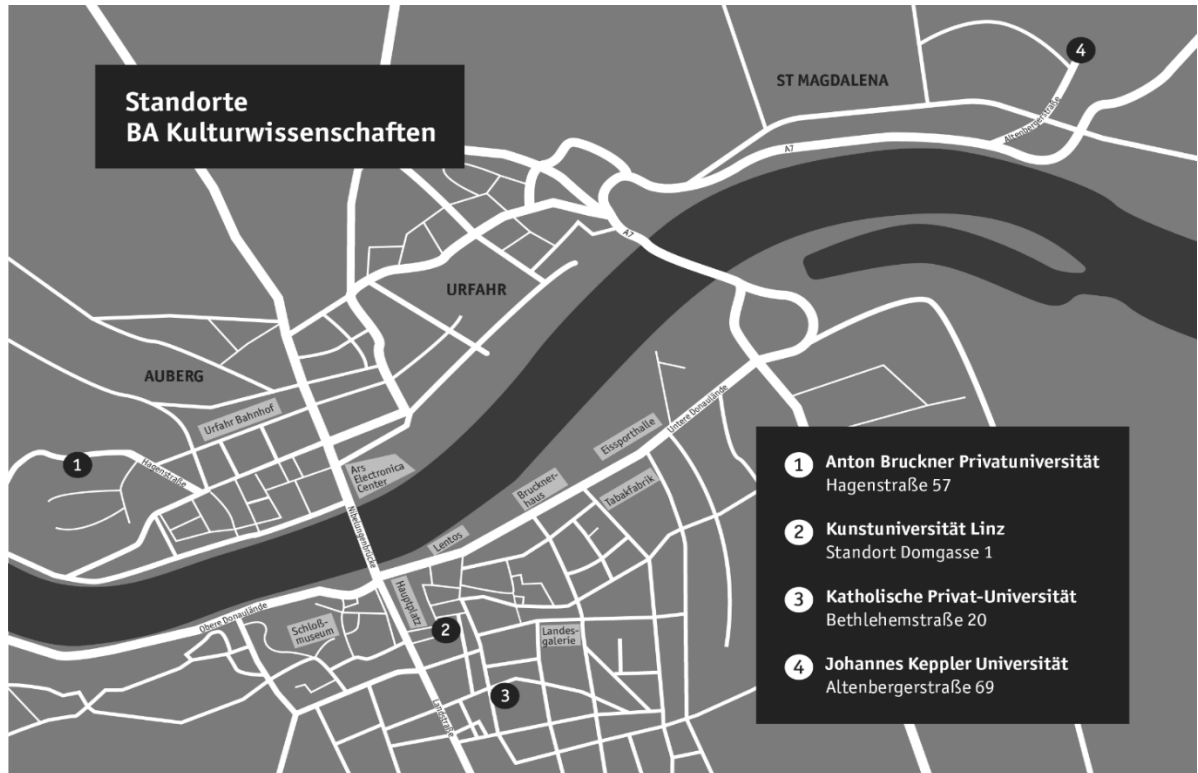 Standorte
BA Kulturwissenschaften
4
ST MAGDALENA
Altenbergerstraße
A7
A7
URFAHR
AUBERG
Urfahr Bahnhof
1
Hagenstraße
Ars
Electronica
Center
Nibelungenbrücke
Eissporthalle
Untere Donaulände
Bruckner-
haus
Tabakfabrik
Lentos
Obere Donaulände
Hauptplatz
Schloß-
museum
2
Landes-
galerie
3
Landstraße
1 Anton Bruckner Privatuniversität
Hagenstraße 57
2 Kunstuniversität Linz
Standort Domgasse 1
3 Katholische Privat-Universität
Bethlehemstraße 20
4 Johannes Keppler Universität
Altenbergerstraße 69